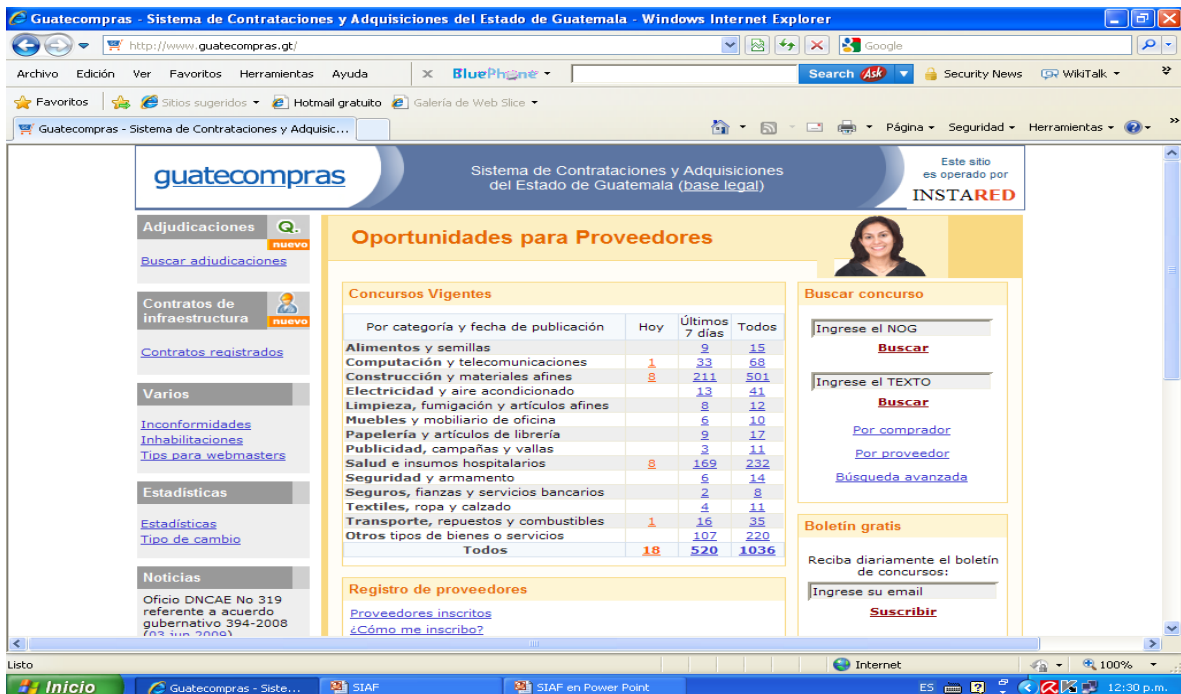 Guatecompras - Sistema de Contrataciones y Adquisiciones del Estado de Guatemala - Windows Internet Explorer
http://www.guatecompras.gt/
Google
Archivo Edición Ver Favoritos Herramientas Ayuda
BluePhone
Search Ask
Security News
WikiTalk
Favoritos
Sitios sugeridos
Hotmail gratuito
Galería de Web Slice
Guatecompras - Sistema de Contrataciones y Adquisic...
Página Seguridad Herramientas
guatecompras
Sistema de Contrataciones y Adquisiciones
del Estado de Guatemala (base legal)
Este sitio
es operado por
INSTARED
Adjudicaciones Q.
nuevo
Buscar adjudicaciones
Contratos de
infraestructura
nuevo
Contratos registrados
Varios
Inconformidades
Inhabilitaciones
Tips para webmasters
Estadísticas
Estadísticas
Tipo de cambio
Noticias
Oficio DNCAE No 319
referente a acuerdo
gubernativo 394-2008
(03 jun 2009)
Oportunidades para Proveedores
Concursos Vigentes
Por categoría y fecha de publicación Hoy Últimos 7 días Todos
Alimentos y semillas 9 15
Computación y telecomunicaciones 1 33 68
Construcción y materiales afines 8 211 501
Electricidad y aire acondicionado 13 41
Limpieza, fumigación y artículos afines 8 12
Muebles y mobiliario de oficina 6 10
Papelería y artículos de librería 9 17
Publicidad, campañas y vallas 3 11
Salud e insumos hospitalarios 8 169 232
Seguridad y armamento 6 14
Seguros, fianzas y servicios bancarios 2 8
Textiles, ropa y calzado 4 11
Transporte, repuestos y combustibles 1 16 35
Otros tipos de bienes o servicios 107 220
Todos 18 520 1036
Registro de proveedores
Proveedores inscritos
¿Cómo me inscribo?
Buscar concurso
Ingrese el NOG
Buscar
Ingrese el TEXTO
Buscar
Por comprador
Por proveedor
Búsqueda avanzada
Boletín gratis
Reciba diariamente el boletín
de concursos:
Ingrese su email
Suscribir
Listo
Internet
100%
Inicio
Guatecompras - Siste...
SIAF
SIAF en Power Point
ES
12:30 p.m.